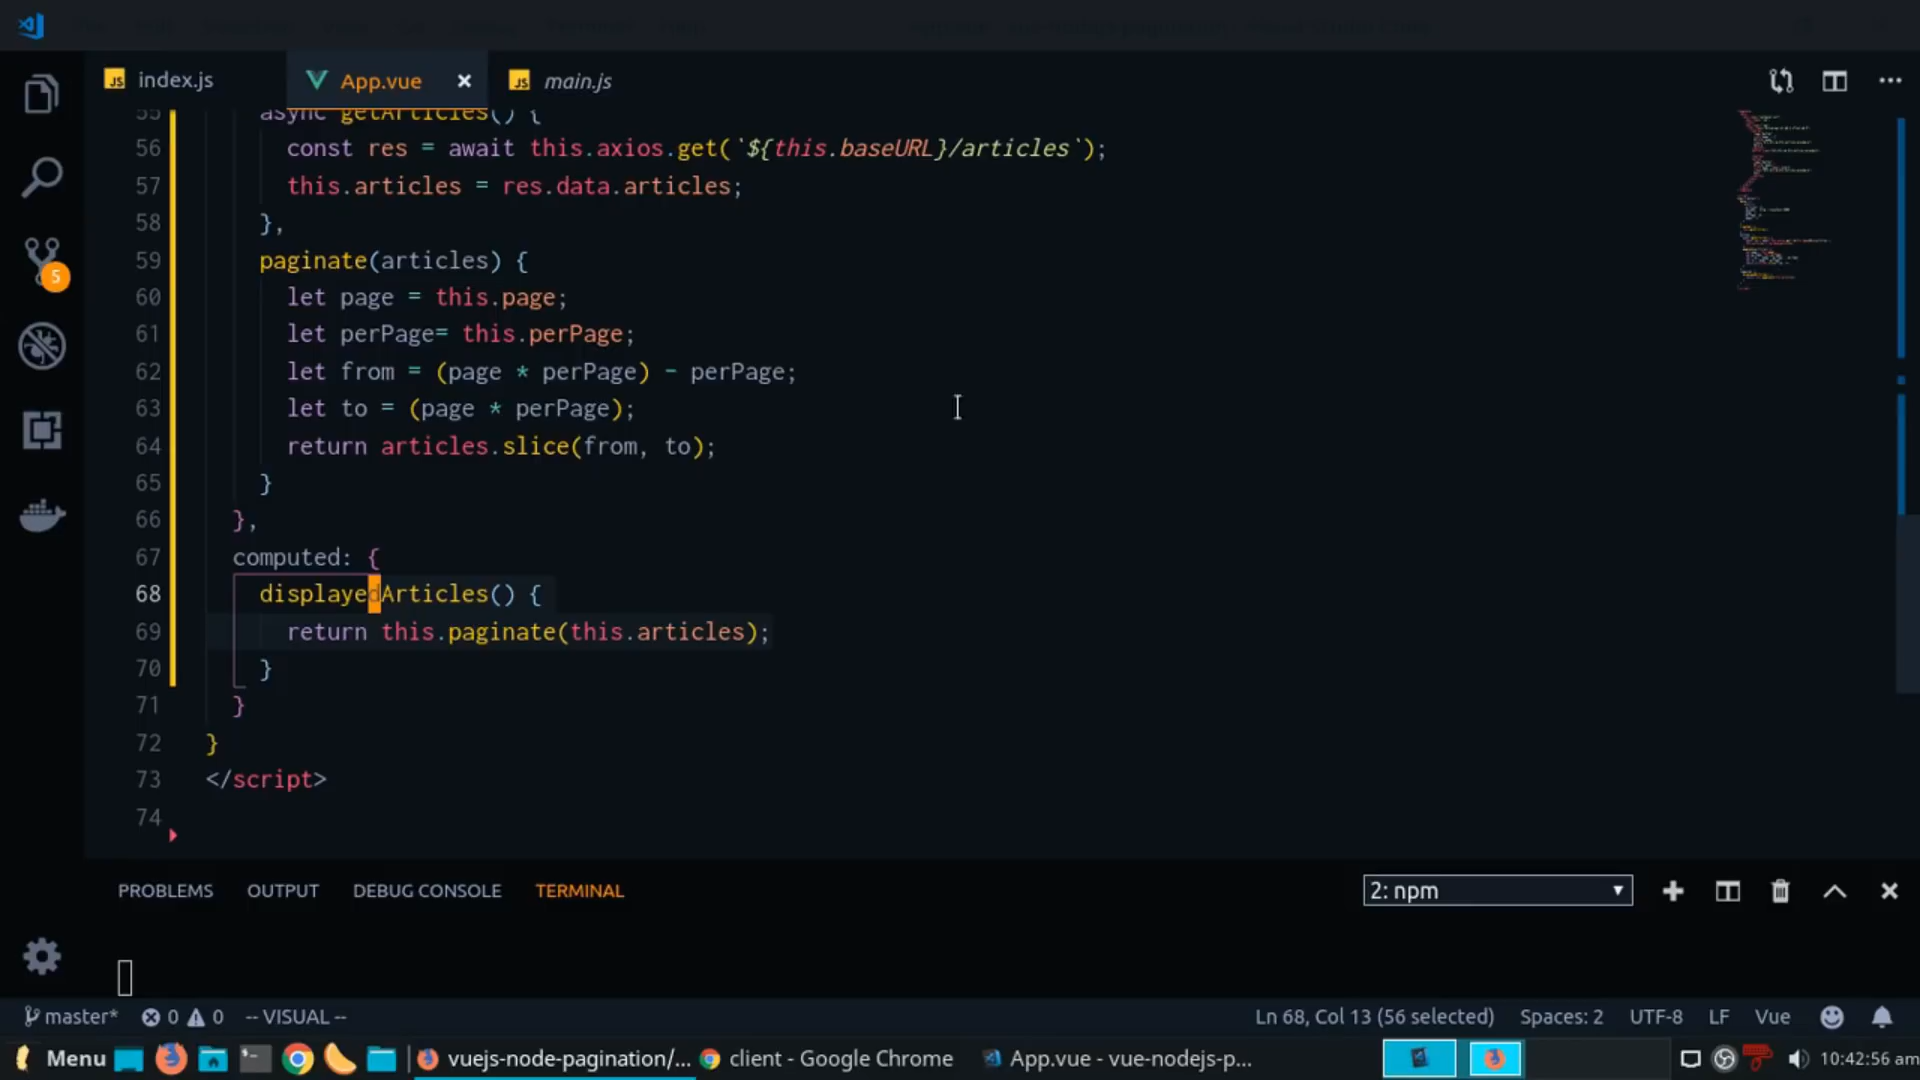 index.js
App.vue
main.js
55 async getArticles() {
56 const res = await this.axios.get(`${this.baseURL}/articles`);
57 this.articles = res.data.articles;
58 },
59 paginate(articles) {
60 let page = this.page;
61 let perPage= this.perPage;
62 let from = (page * perPage) - perPage;
63 let to = (page * perPage);
64 return articles.slice(from, to);
65 }
66 },
67 computed: {
68 displayedArticles() {
69 return this.paginate(this.articles);
70 }
71 }
72 }
73 </script>
74
5
PROBLEMS OUTPUT DEBUG CONSOLE TERMINAL 2: npm
master* 0 0 -- VISUAL -- Ln 68, Col 13 (56 selected) Spaces: 2 UTF-8 LF Vue
Menu vuejs-node-pagination/... client - Google Chrome App.vue - vue-nodejs-p... 10:42:56 am